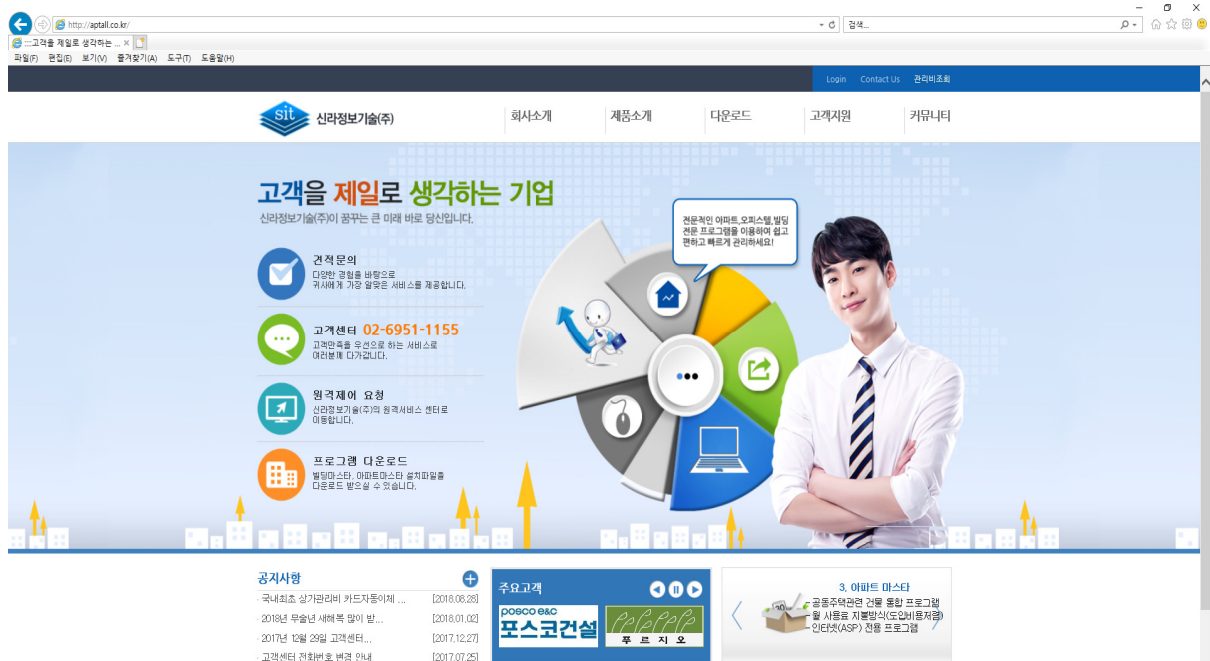 http://aptall.co.kr/
검색...
:::고객을 제일로 생각하는 ...
파일(F) 편집(E) 보기(V) 즐겨찾기(A) 도구(T) 도움말(H)
Login Contact Us 관리비조회
sit 신라정보기술(주)
회사소개 제품소개 다운로드 고객지원 커뮤니티
고객을 제일로 생각하는 기업
신라정보기술(주)이 꿈꾸는 큰 미래 바로 당신입니다.
전문적인 아파트,오피스텔,빌딩
전문 프로그램을 이용하여 쉽고
편하고 빠르게 관리하세요!
견적문의
다양한 경험을 바탕으로
귀사에게 가장 알맞은 서비스를 제공합니다.
고객센터 02-6951-1155
고객만족을 우선으로 하는 서비스로
여러분께 다가갑니다.
원격제어 요청
신라정보기술(주)의 원격서비스 센터로
이동합니다.
프로그램 다운로드
빌딩마스타, 아파트마스타 설치파일을
다운로드 받으실 수 있습니다.
공지사항
· 국내최초 상가관리비 카드자동이체 ... [2018.08.28]
· 2018년 무술년 새해복 많이 받... [2018.01.02]
· 2017년 12월 29일 고객센터... [2017.12.27]
· 고객센터 전화번호 변경 안내 [2017.07.25]
주요고객
posco e&c
포스코건설
푸르지오
3. 아파트 마스타
- 공동주택관련 건물 통합 프로그램
- 월 사용료 지불방식(도입비용저렴)
- 인터넷(ASP) 전용 프로그램